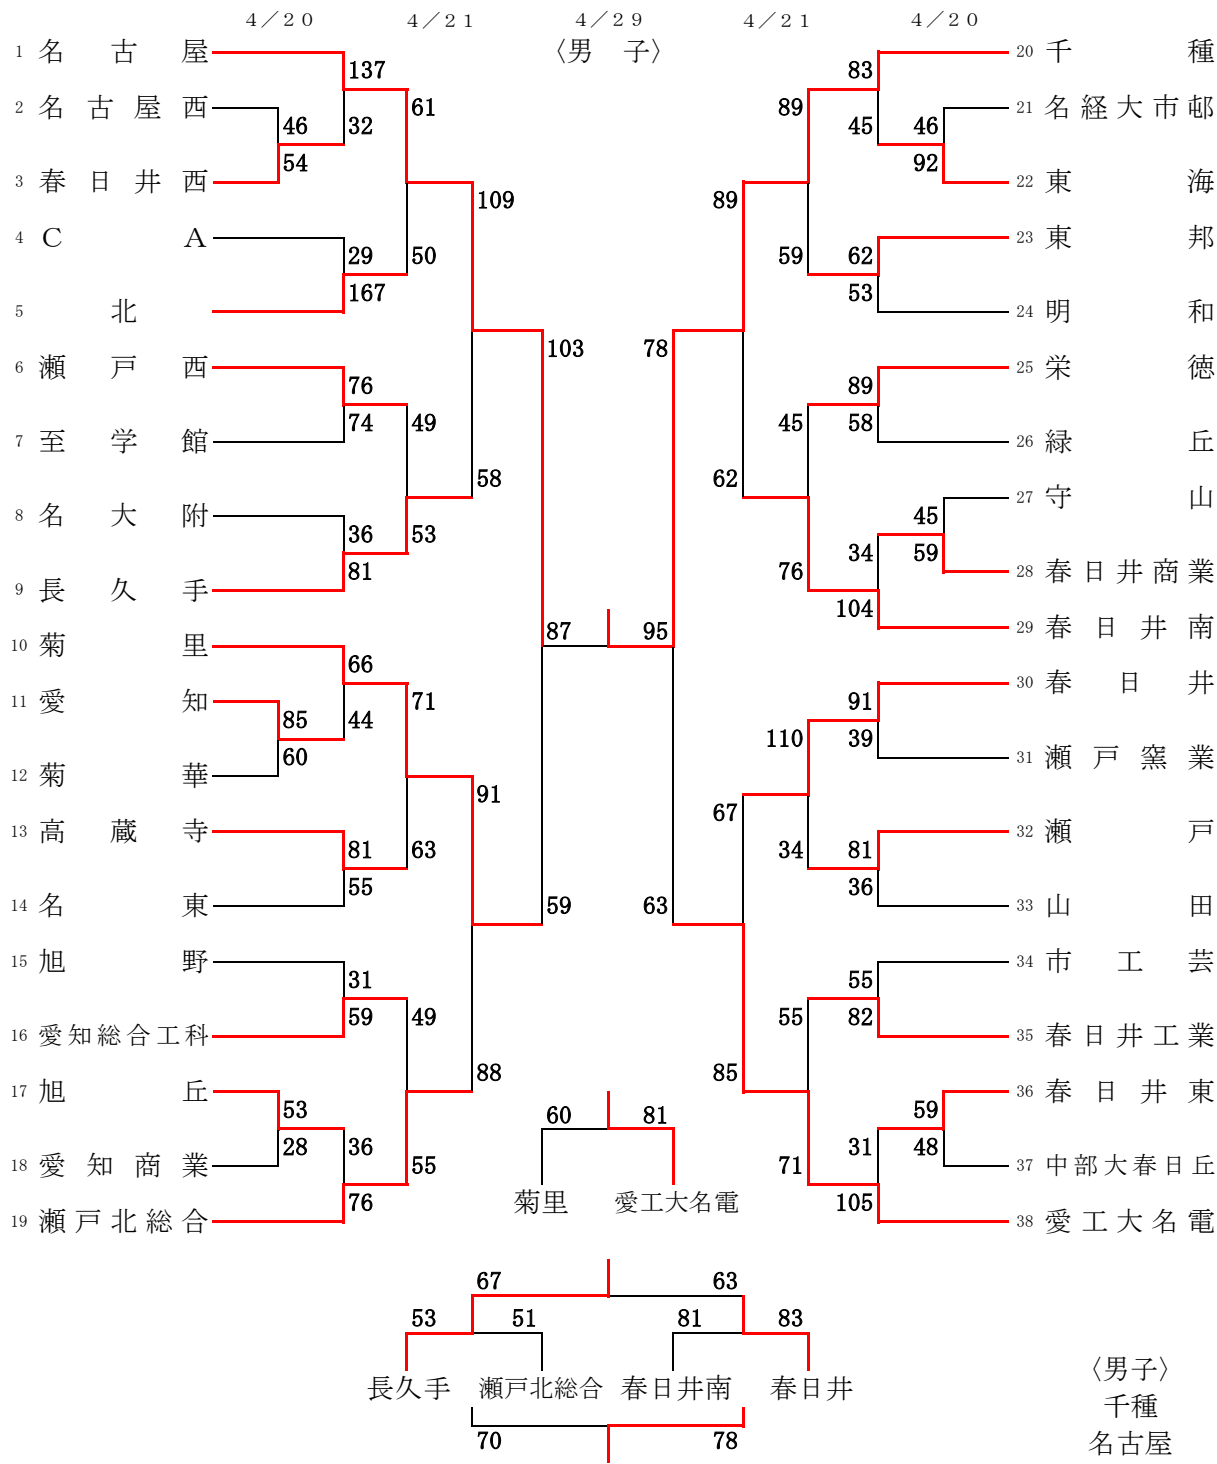 4／20 4／21 4／29 4／21 4／20
〈男　子〉
1 名古屋
137
2 名古屋西
46 32 61
54
3 春日井西
109
4 ＣＡ
29 50
167
5 北
103
6 瀬戸西
76
74 49
7 至学館
58
8 名大附
36 53
81
9 長久手
87
10 菊里
66
11 愛知
85 44 71
60
12 菊華
91
13 高蔵寺
81 63
55
14 名東
59
15 旭野
31
59 49
16 愛知総合工科
88
17 旭丘
53
28 36 55
18 愛知商業
76
19 瀬戸北総合
20 千種
83
21 名経大市邨
89 45 46
92
22 東海
89
23 東邦
59 62
53
24 明和
78
25 栄徳
89
45 58
26 緑丘
62
27 守山
45
76 34 59
28 春日井商業
104
29 春日井南
95
30 春日井
91
110 39
31 瀬戸窯業
67
32 瀬戸
34 81
36
33 山田
63
34 市工芸
55
55 82
35 春日井工業
85
36 春日井東
59
71 31 48
37 中部大春日丘
105
38 愛工大名電
60 81
菊里 愛工大名電
67 63
53 51 81 83
長久手 瀬戸北総合 春日井南 春日井
70 78
〈男子〉
千種
名古屋